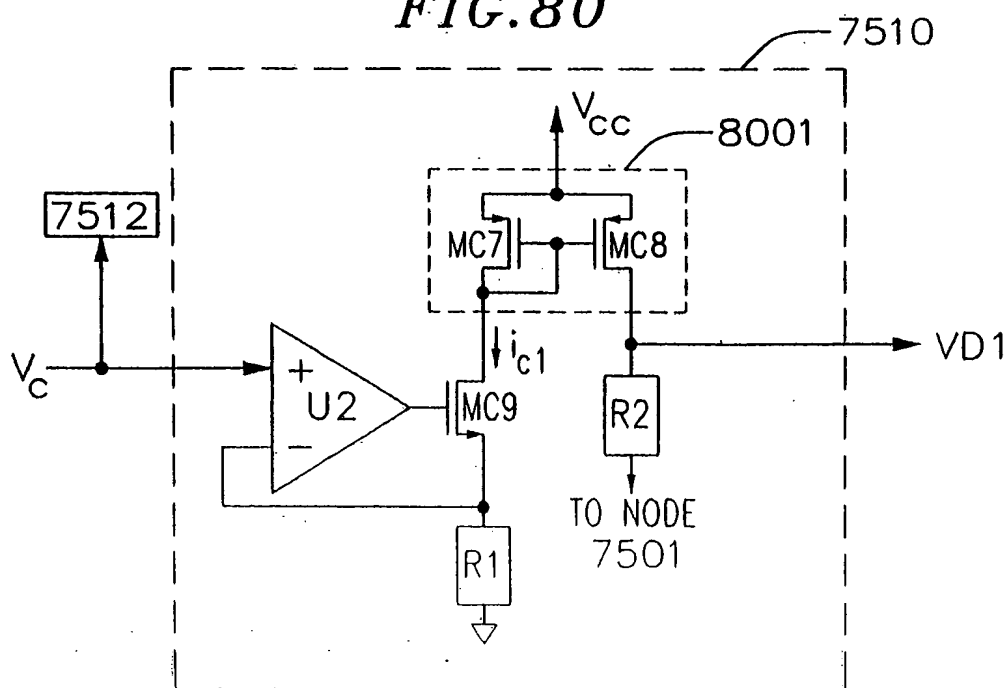 FIG. 80
7510
Vcc
8001
7512
MC7
MC8
ic1
VD1
Vc
+
U2
MC9
R2
−
TO NODE
7501
R1